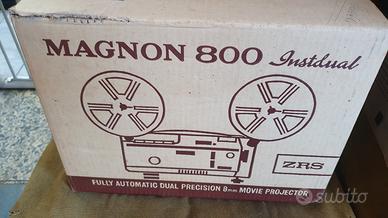 MAGNON 800 Instdual
ZRS
FULLY AUTOMATIC DUAL PRECISION 8mm MOVIE PROJECTOR
subito